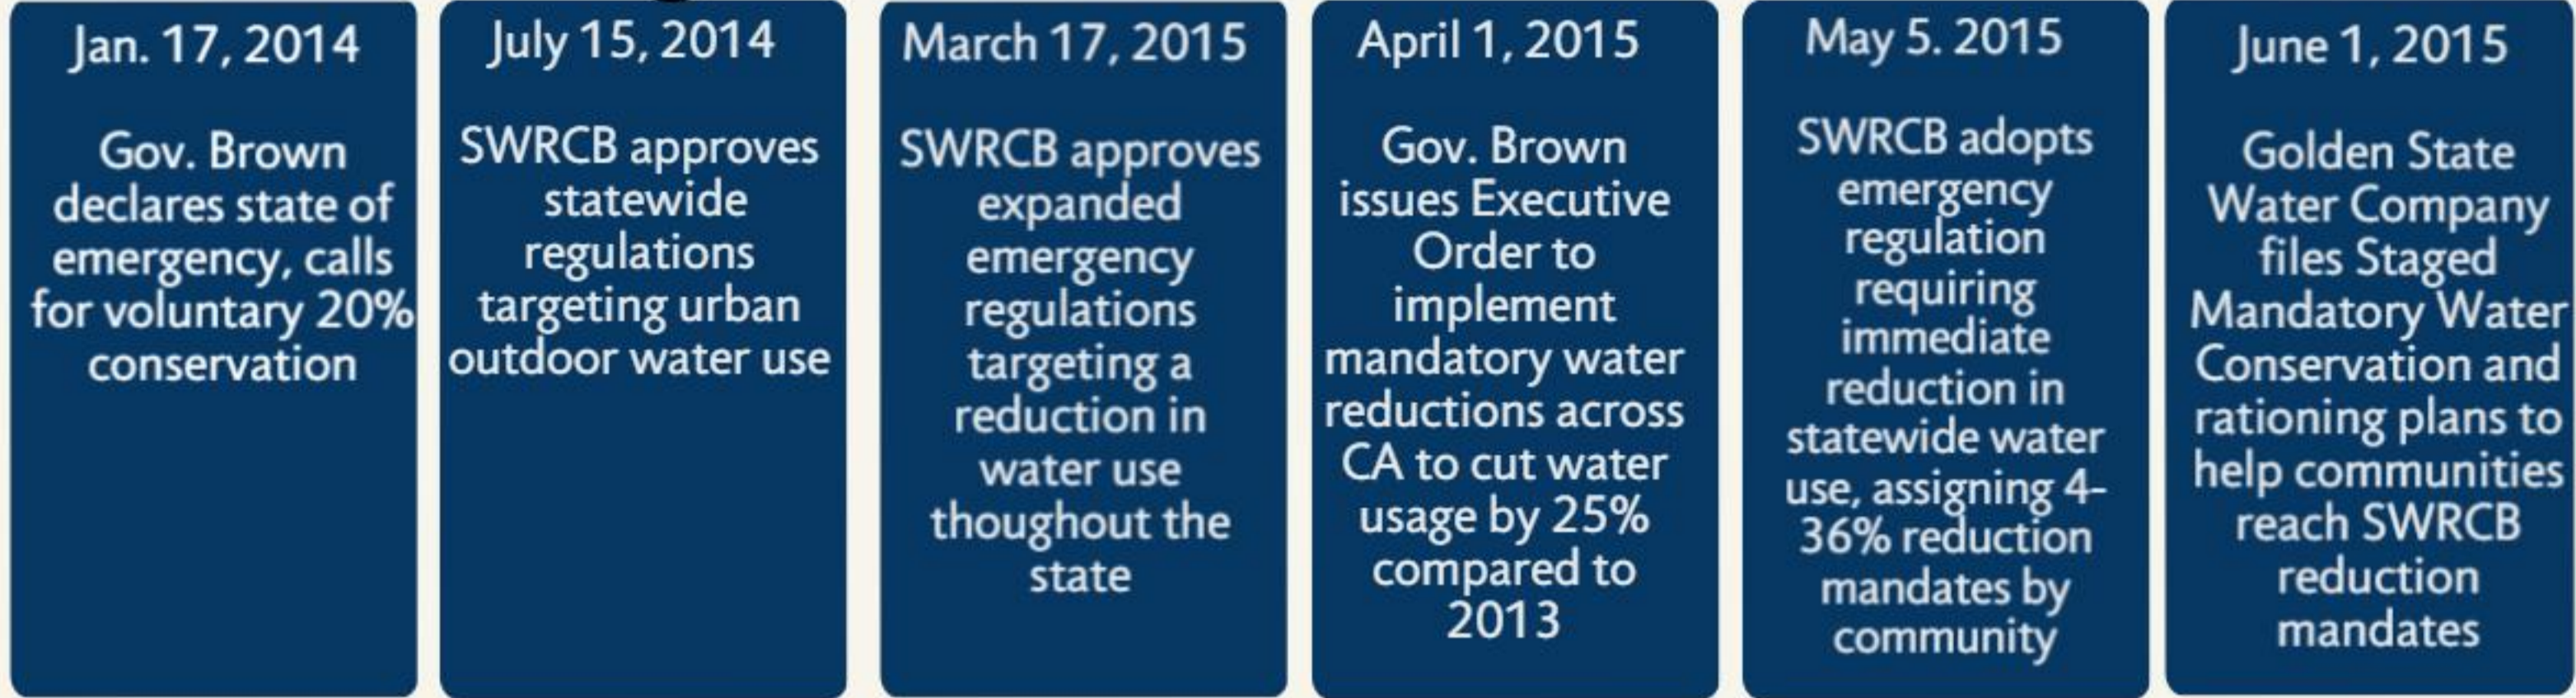 Jan. 17, 2014
Gov. Brown
declares state of
emergency, calls
for voluntary 20%
conservation
July 15, 2014
SWRCB approves
statewide
regulations
targeting urban
outdoor water use
March 17, 2015
SWRCB approves
expanded
emergency
regulations
targeting a
reduction in
water use
thoughout the
state
April 1, 2015
Gov. Brown
issues Executive
Order to
implement
mandatory water
reductions across
CA to cut water
usage by 25%
compared to
2013
May 5. 2015
SWRCB adopts
emergency
regulation
requiring
immediate
reduction in
statewide water
use, assigning 4-
36% reduction
mandates by
community
June 1, 2015
Golden State
Water Company
files Staged
Mandatory Water
Conservation and
rationing plans to
help communities
reach SWRCB
reduction
mandates